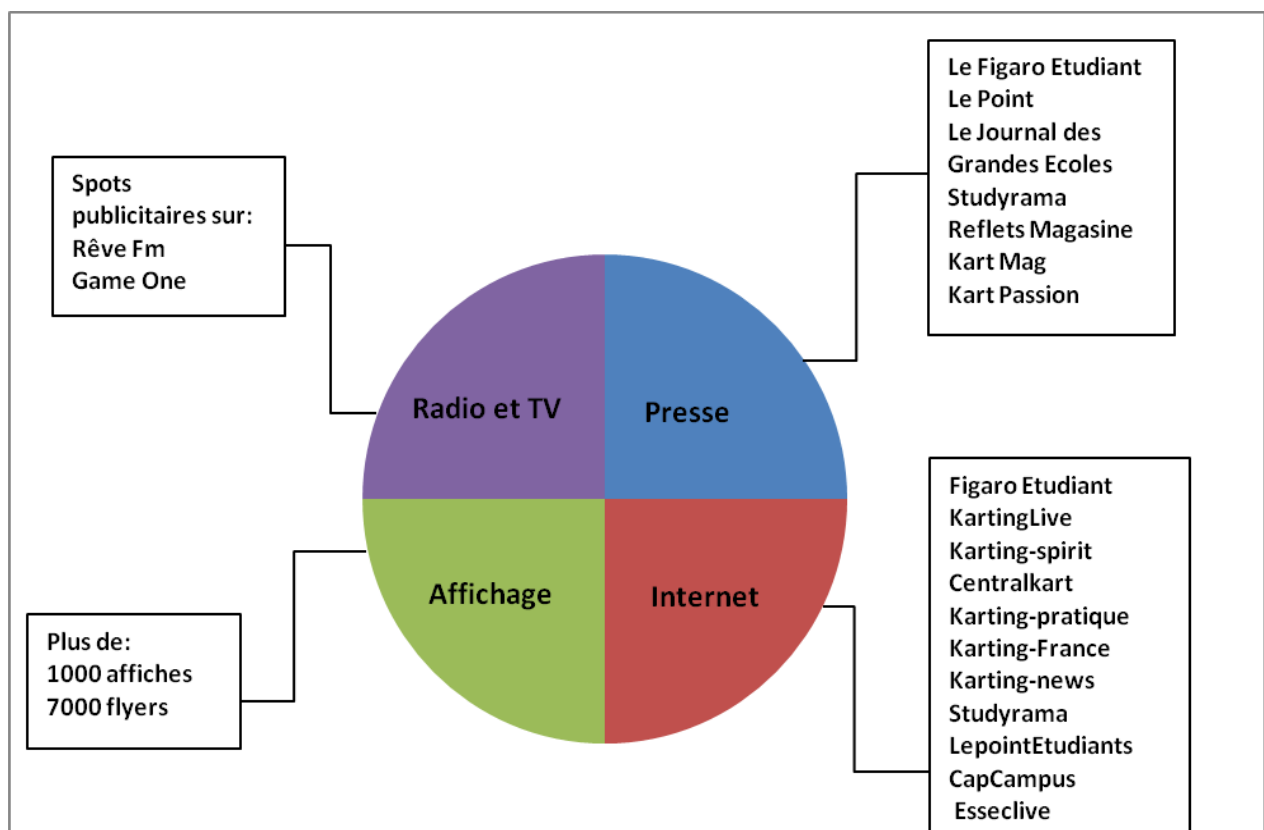 Spots
publicitaires sur:
Rêve Fm
Game One
Le Figaro Etudiant
Le Point
Le Journal des
Grandes Ecoles
Studyrama
Reflets Magasine
Kart Mag
Kart Passion
Radio et TV
Presse
Affichage
Internet
Plus de:
1000 affiches
7000 flyers
Figaro Etudiant
KartingLive
Karting-spirit
Centralkart
Karting-pratique
Karting-France
Karting-news
Studyrama
LepointEtudiants
CapCampus
Esseclive